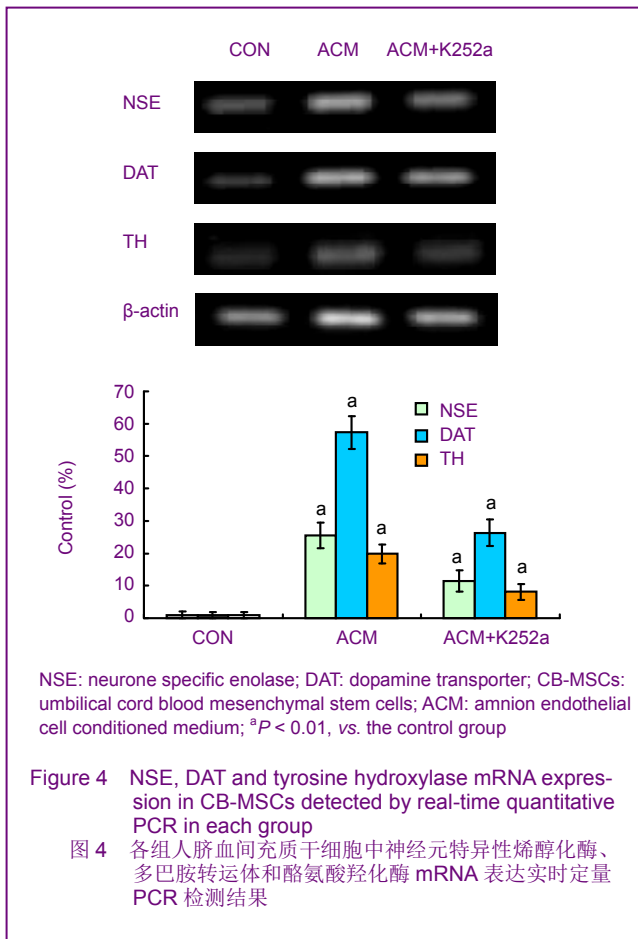 CON ACM ACM+K252a
NSE
DAT
TH
β-actin
70
60
50
40
30
20
10
0
Control (%)
a
a
a
a
a
a
NSE
DAT
TH
CON ACM ACM+K252a
NSE: neurone specific enolase; DAT: dopamine transporter; CB-MSCs:
umbilical cord blood mesenchymal stem cells; ACM: amnion endothelial
cell conditioned medium; ᵃP < 0.01, vs. the control group
Figure 4 NSE, DAT and tyrosine hydroxylase mRNA expres-
sion in CB-MSCs detected by real-time quantitative
PCR in each group
图 4 各组人脐血间充质干细胞中神经元特异性烯醇化酶、
多巴胺转运体和酪氨酸羟化酶 mRNA 表达实时定量
PCR 检测结果